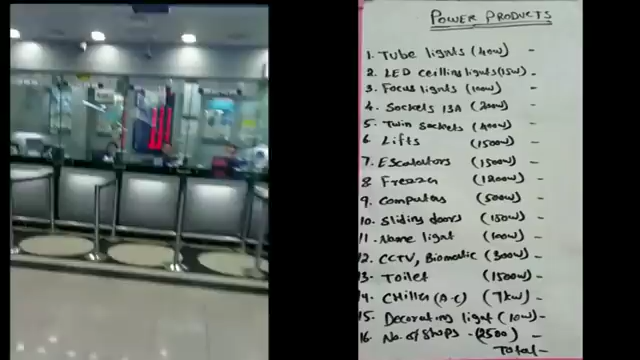 POWER PRODUCTS
1. Tube lights (40w) -
2. LED ceilling lights (15w) -
3. Focus lights (100w) -
4. Sockets 13A (200w) -
5. Twin sockets (400w) -
6. Lifts (1500w) -
7. Escalators (1500w) -
8. Freezer (1200w) -
9. Computers (500w) -
10. Sliding doors (150w) -
11. Name light (100w) -
12. CCTV, Biometric (300w) -
13. Toilet (1500w) -
14. CHiller (A-C) (7kw) -
15. Decorating light (10w) -
16. No. of shops - (2500) -
Total -